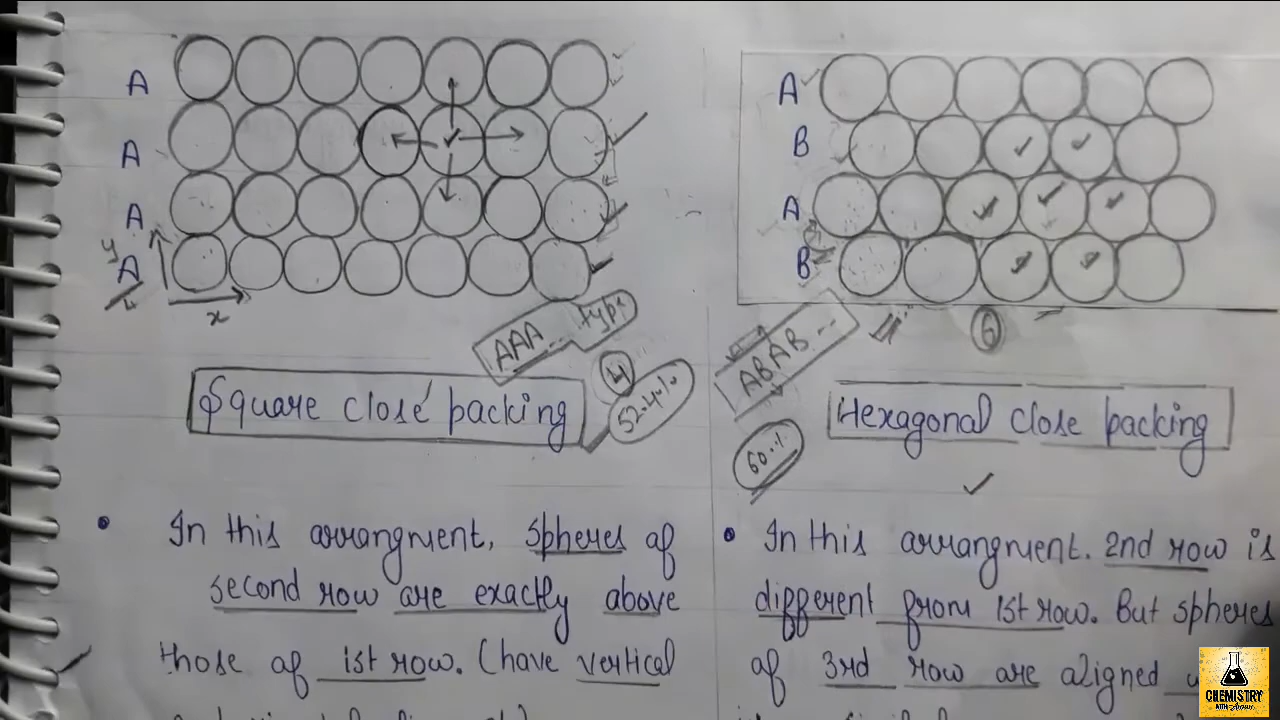 A
A
A
y A
x
AAA... type
4
52.4%
Square close packing
In this arrangment, spheres of
second row are exactly above
those of 1st row. (have vertical
A
B
A
B
6
ABAB...
60%
Hexagonal close packing
In this arrangment. 2nd row is
different from 1st row. But spheres
of 3rd row are aligned
CHEMISTRY